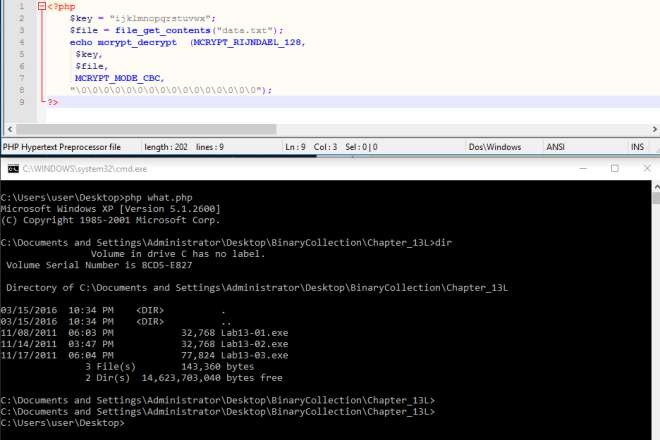 1 <?php
2 $key = "ijklmnopqrstuvwx";
3 $file = file_get_contents("data.txt");
4 echo mcrypt_decrypt (MCRYPT_RIJNDAEL_128,
5 $key,
6 $file,
7 MCRYPT_MODE_CBC,
8 "\0\0\0\0\0\0\0\0\0\0\0\0\0\0\0\0");
9 ?>
PHP Hypertext Preprocessor file length : 202 lines : 9 Ln : 9 Col : 3 Sel : 0 | 0 Dos\Windows ANSI INS
C:\WINDOWS\system32\cmd.exe
C:\Users\user\Desktop>php what.php
Microsoft Windows XP [Version 5.1.2600]
(C) Copyright 1985-2001 Microsoft Corp.
C:\Documents and Settings\Administrator\Desktop\BinaryCollection\Chapter_13L>dir
Volume in drive C has no label.
Volume Serial Number is 8CD5-E827
Directory of C:\Documents and Settings\Administrator\Desktop\BinaryCollection\Chapter_13L
03/15/2016 10:34 PM <DIR> .
03/15/2016 10:34 PM <DIR> ..
11/08/2011 06:03 PM 32,768 Lab13-01.exe
11/14/2011 03:47 PM 32,768 Lab13-02.exe
11/17/2011 06:04 PM 77,824 Lab13-03.exe
3 File(s) 143,360 bytes
2 Dir(s) 14,623,703,040 bytes free
C:\Documents and Settings\Administrator\Desktop\BinaryCollection\Chapter_13L>
C:\Documents and Settings\Administrator\Desktop\BinaryCollection\Chapter_13L>
C:\Users\user\Desktop>